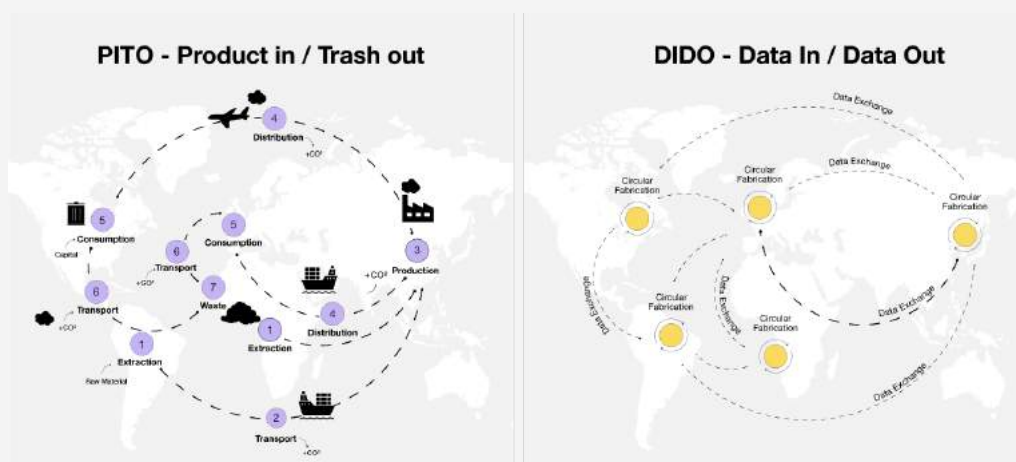 PITO - Product in / Trash out
4
Distribution
+CO²
5
Consumption
Capital
5
Consumption
3
Production
6
Transport
+CO²
+CO²
7
Waste
6
Transport
+CO²
4
Distribution
1
Extraction
1
Extraction
Raw Material
2
Transport
+CO²
DIDO - Data In / Data Out
Data Exchange
Data Exchange
Circular
Fabrication
Circular
Fabrication
Circular
Fabrication
Data Exchange
Data Exchange
Data Exchange
Circular
Fabrication
Circular
Fabrication
Data Exchange